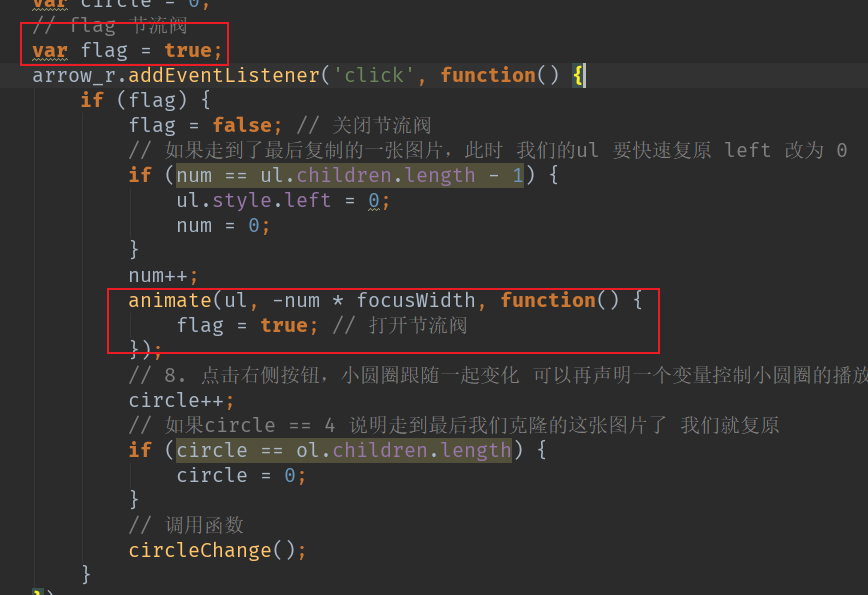 var circle = 0;
// flag 节流阀
var flag = true;
arrow_r.addEventListener('click', function() {
if (flag) {
flag = false; // 关闭节流阀
// 如果走到了最后复制的一张图片，此时 我们的ul 要快速复原 left 改为 0
if (num == ul.children.length - 1) {
ul.style.left = 0;
num = 0;
}
num++;
animate(ul, -num * focusWidth, function() {
flag = true; // 打开节流阀
});
// 8. 点击右侧按钮，小圆圈跟随一起变化 可以再声明一个变量控制小圆圈的播放
circle++;
// 如果circle == 4 说明走到最后我们克隆的这张图片了 我们就复原
if (circle == ol.children.length) {
circle = 0;
}
// 调用函数
circleChange();
}
})